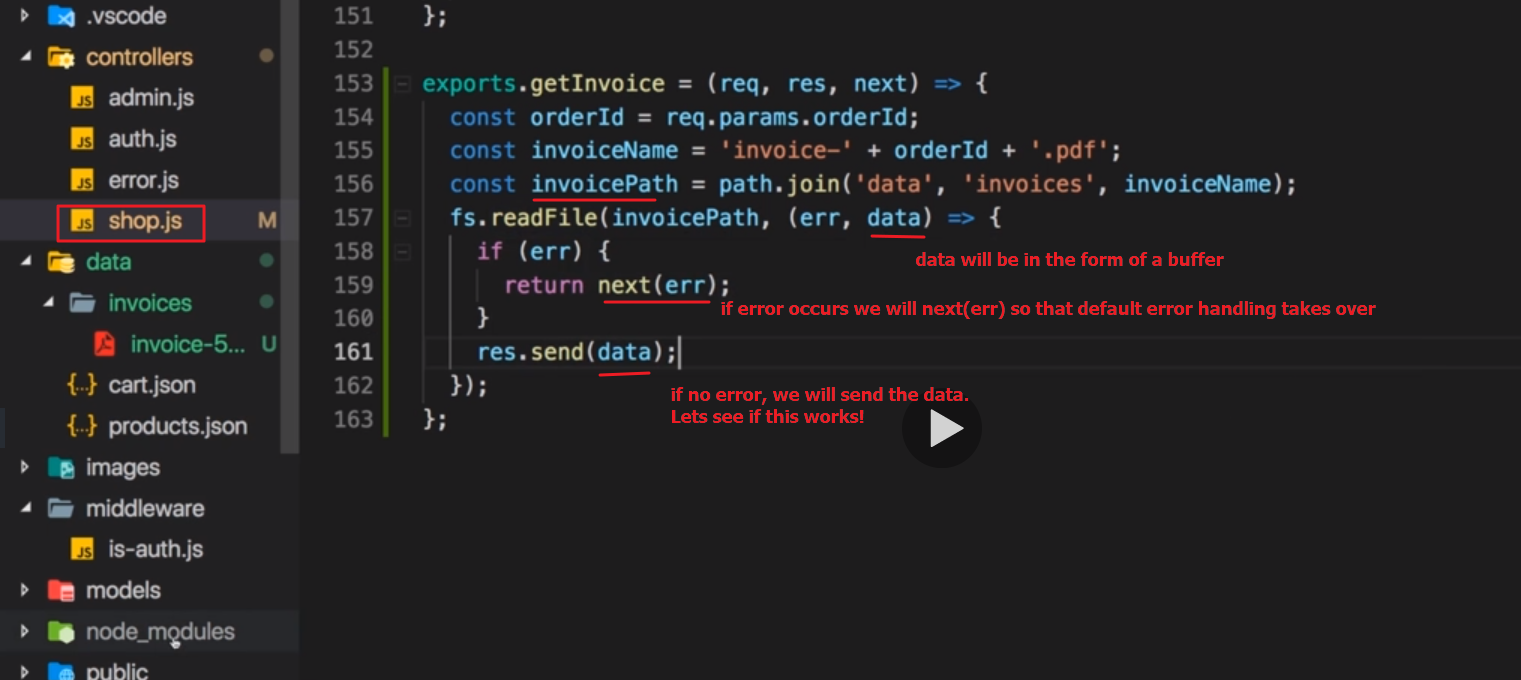 .vscode
controllers
admin.js
auth.js
error.js
shop.js M
data
invoices
invoice-5... U
cart.json
products.json
images
middleware
is-auth.js
models
node_modules
public
151 };
152
153 exports.getInvoice = (req, res, next) => {
154 const orderId = req.params.orderId;
155 const invoiceName = 'invoice-' + orderId + '.pdf';
156 const invoicePath = path.join('data', 'invoices', invoiceName);
157 fs.readFile(invoicePath, (err, data) => {
158 if (err) {
data will be in the form of a buffer
159 return next(err);
if error occurs we will next(err) so that default error handling takes over
160 }
161 res.send(data);
162 });
if no error, we will send the data.
Lets see if this works!
163 };